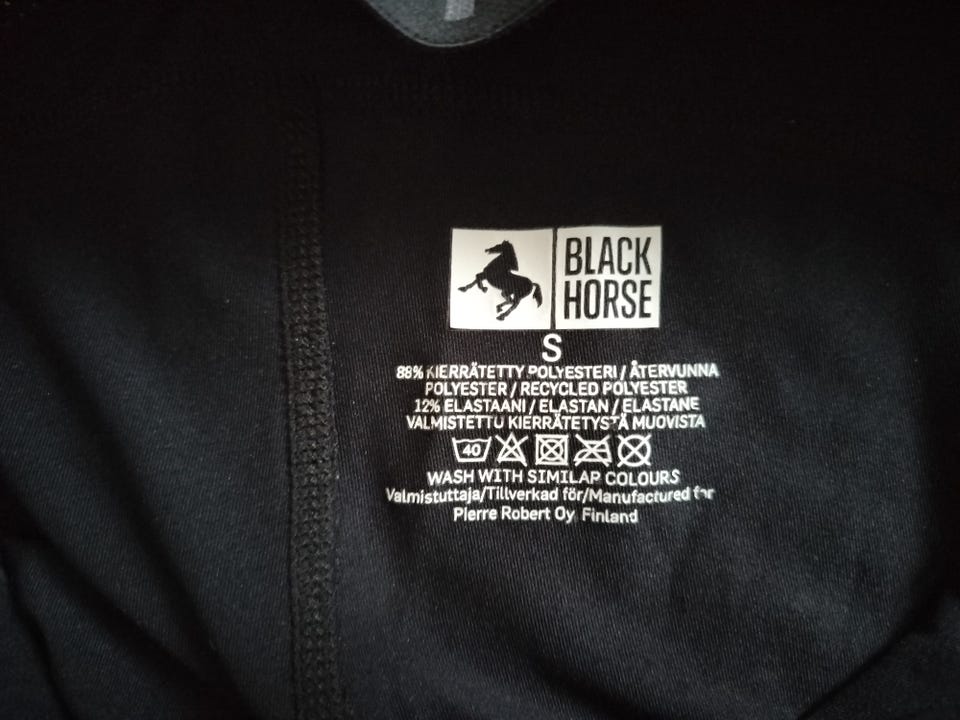 BLACK
HORSE
S
88% KIERRÄTETTY POLYESTERI / ÅTERVUNNA
POLYESTER / RECYCLED POLYESTER
12% ELASTAANI / ELASTAN / ELASTANE
VALMISTETTU KIERRÄTETYSTÄ MUOVISTA
40
WASH WITH SIMILAR COLOURS
Valmistuttaja/Tillverkad för/Manufactured for
Pierre Robert Oy Finland